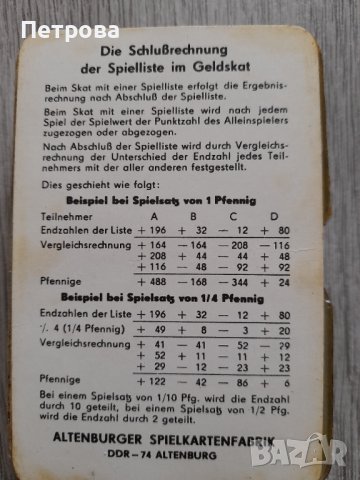 Петрова
Die Schlußrechnung
der Spielliste im Geldskat
Beim Skat mit einer Spielliste erfolgt die Ergebnis-
rechnung nach Abschluß der Spielliste.
Beim Skat mit einer Spielliste wird nach jedem
Spiel der Spielwert der Punktzahl des Alleinspielers
zugezogen oder abgezogen.
Nach Abschluß der Spielliste wird durch Vergleichs-
rechnung der Unterschied der Endzahl jedes Teil-
nehmers mit der aller anderen festgestellt.
Dies geschieht wie folgt:
Beispiel bei Spielsatz von 1 Pfennig
Teilnehmer A B C D
Endzahlen der Liste + 196 + 32 — 12 + 80
Vergleichsrechnung + 164 — 164 — 208 — 116
+ 208 + 44 — 44 + 48
+ 116 — 48 — 92 + 92
Pfennige + 488 — 168 — 344 + 24
Beispiel bei Spielsatz von 1/4 Pfennig
Endzahlen der Liste + 196 + 32 — 12 + 80
./. 4 (1/4 Pfennig) + 49 + 8 — 3 + 20
Vergleichsrechnung + 41 — 41 — 52 — 29
+ 52 + 11 — 11 + 12
+ 29 — 12 — 23 + 23
Pfennige + 122 — 42 — 86 + 6
Bei einem Spielsatz von 1/10 Pfg. wird die Endzahl
durch 10 geteilt, bei einem Spielsatz von 1/2 Pfg.
wird die Endzahl durch 2 geteilt.
ALTENBURGER SPIELKARTENFABRIK
DDR – 74 ALTENBURG
bazar.bg